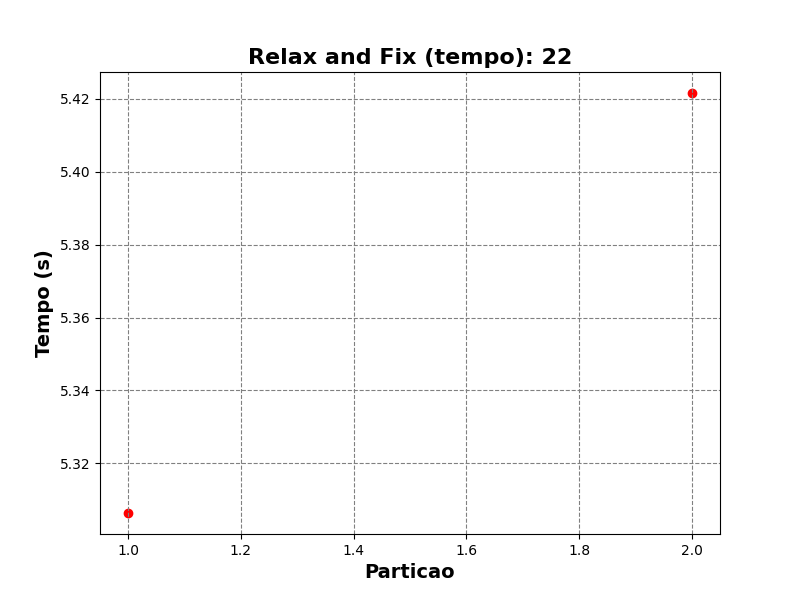 Relax and Fix (tempo): 22
5.42
5.40
5.38
5.36
5.34
5.32
Tempo (s)
1.0 1.2 1.4 1.6 1.8 2.0
Particao